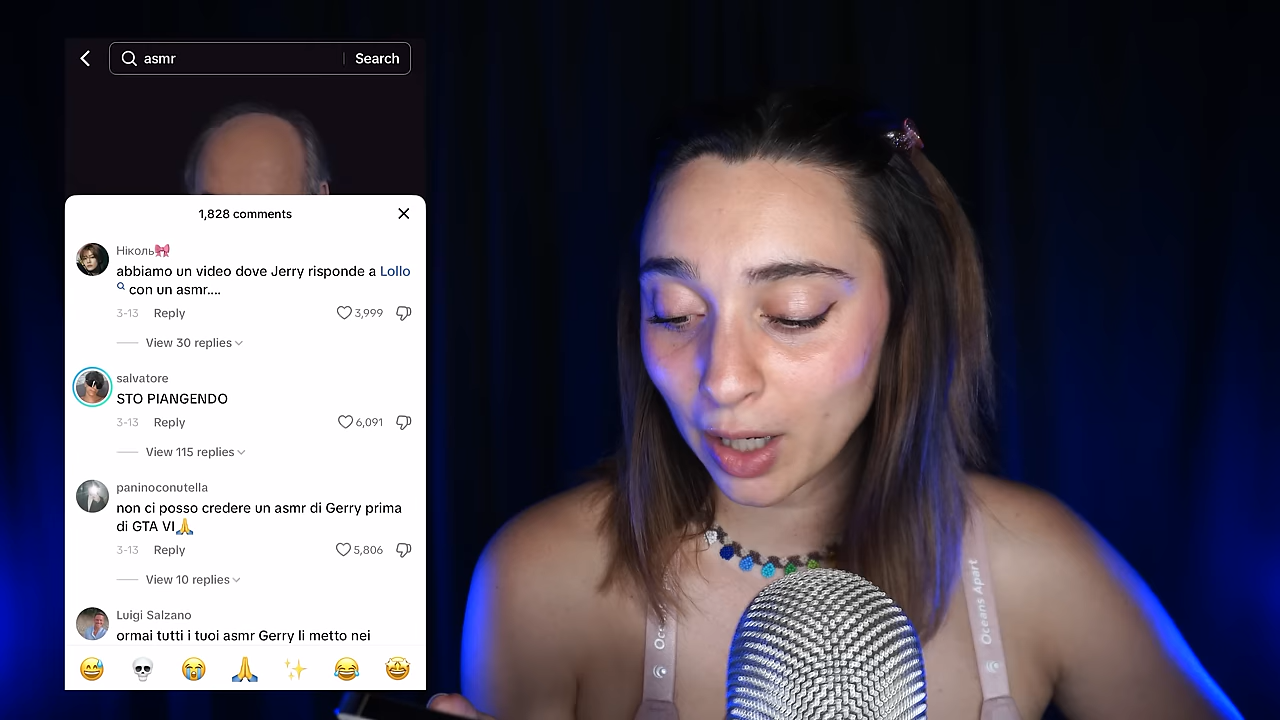 asmr
Search
1,828 comments
Ніколь🎀
abbiamo un video dove Jerry risponde a Lollo
con un asmr....
3-13 Reply 3,999
View 30 replies
salvatore
STO PIANGENDO
3-13 Reply 6,091
View 115 replies
paninoconutella
non ci posso credere un asmr di Gerry prima
di GTA VI🙏
3-13 Reply 5,806
View 10 replies
Luigi Salzano
ormai tutti i tuoi asmr Gerry li metto nei
😅 💀 😭 🙏 ✨ 😂 🤩
Oceans Apart